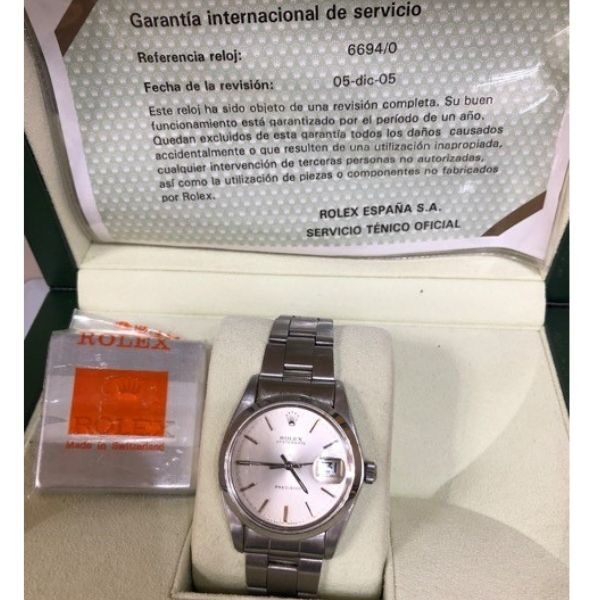 Garantía internacional de servicio
Referencia reloj: 6694/0
Fecha de la revisión: 05-dic-05
Este reloj ha sido objeto de una revisión completa. Su buen
funcionamiento está garantizado por el período de un año.
Quedan excluidos de esta garantía todos los daños causados
accidentalmente o que resulten de una utilización inapropiada,
cualquier intervención de terceras personas no autorizadas,
así como la utilización de piezas o componentes no fabricados
por Rolex.
ROLEX ESPAÑA S.A.
SERVICIO TÉNICO OFICIAL
ROLEX
ROLEX
Made in Switzerland
ROLEX
OYSTERDATE
PRECISION